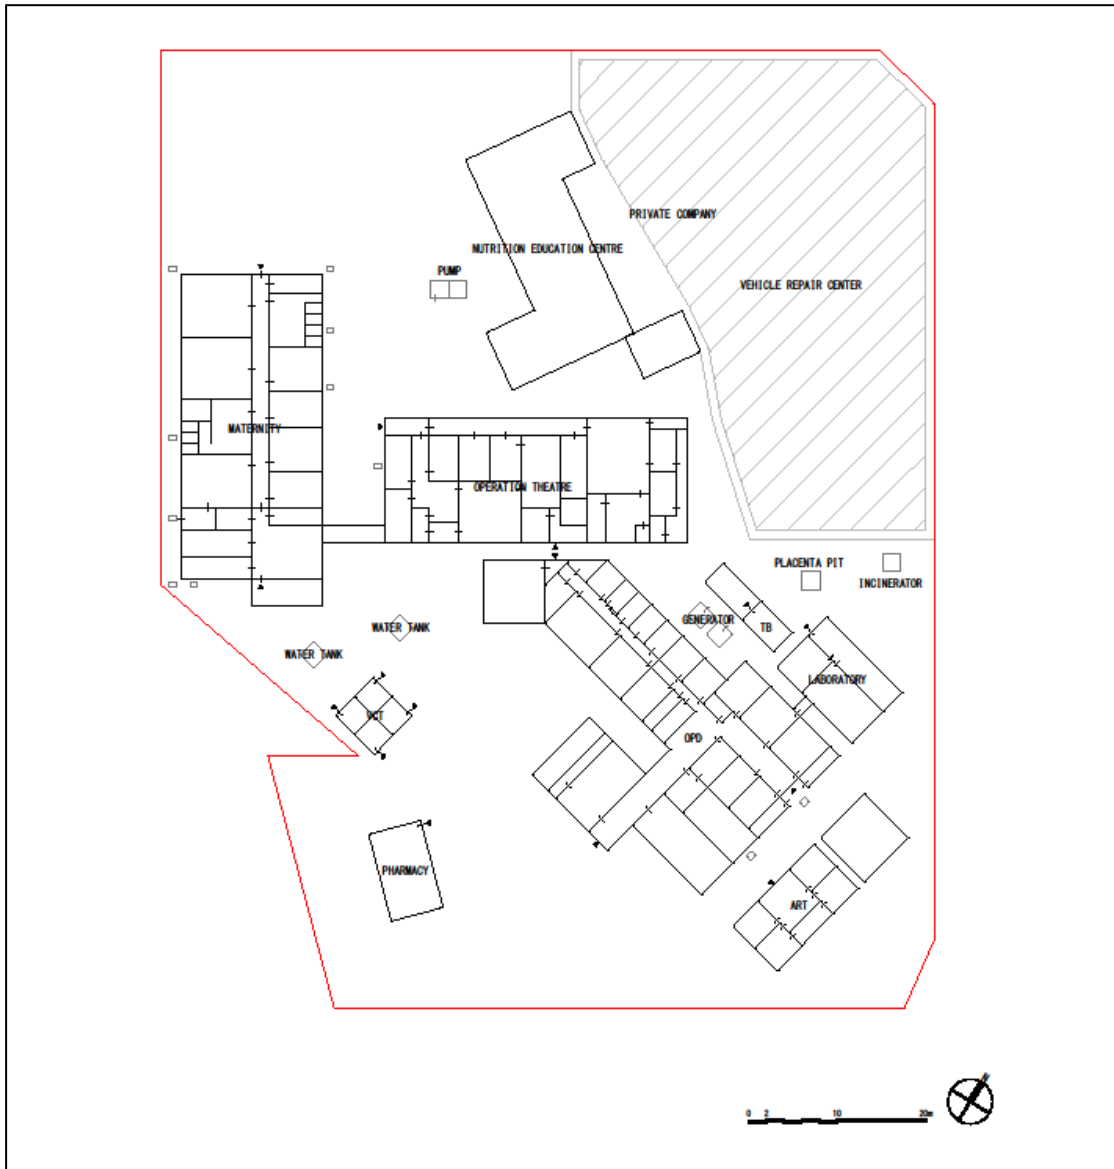 PRIVATE COMPANY
NUTRITION EDUCATION CENTRE
PUMP
VEHICLE REPAIR CENTER
MATERNITY
OPERATION THEATRE
PLACENTA PIT
INCINERATOR
GENERATOR
WATER TANK
TB
WATER TANK
LABORATORY
VCT
OPD
PHARMACY
ART
N
0 2 10 20m